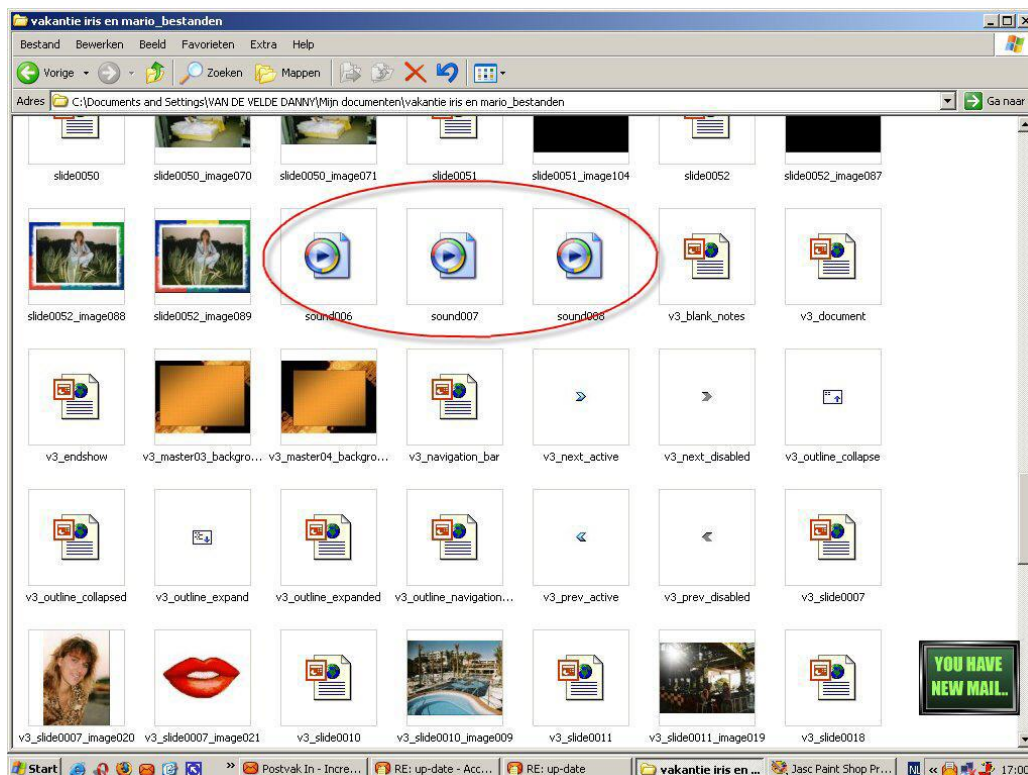 vakantie iris en mario_bestanden
Bestand Bewerken Beeld Favorieten Extra Help
Vorige Zoeken Mappen
Adres C:\Documents and Settings\VAN DE VELDE DANNY\Mijn documenten\vakantie iris en mario_bestanden Ga naar
slide0050 slide0050_image070 slide0050_image071 slide0051 slide0051_image104 slide0052 slide0052_image087
slide0052_image088 slide0052_image089 sound006 sound007 sound088 v3_blank_notes v3_document
v3_endshow v3_master03_backgro... v3_master04_backgro... v3_navigation_bar v3_next_active v3_next_disabled v3_outline_collapse
v3_outline_collapsed v3_outline_expand v3_outline_expanded v3_outline_navigation... v3_prev_active v3_prev_disabled v3_slide0007
YOU HAVE
NEW MAIL..
v3_slide0007_image020 v3_slide0007_image021 v3_slide0010 v3_slide0010_image009 v3_slide0011 v3_slide0011_image019 v3_slide0018
Start » Postvak In - Incre... RE: up-date - Acc... RE: up-date vakantie iris en ... Jasc Paint Shop Pr... NL « 17:00